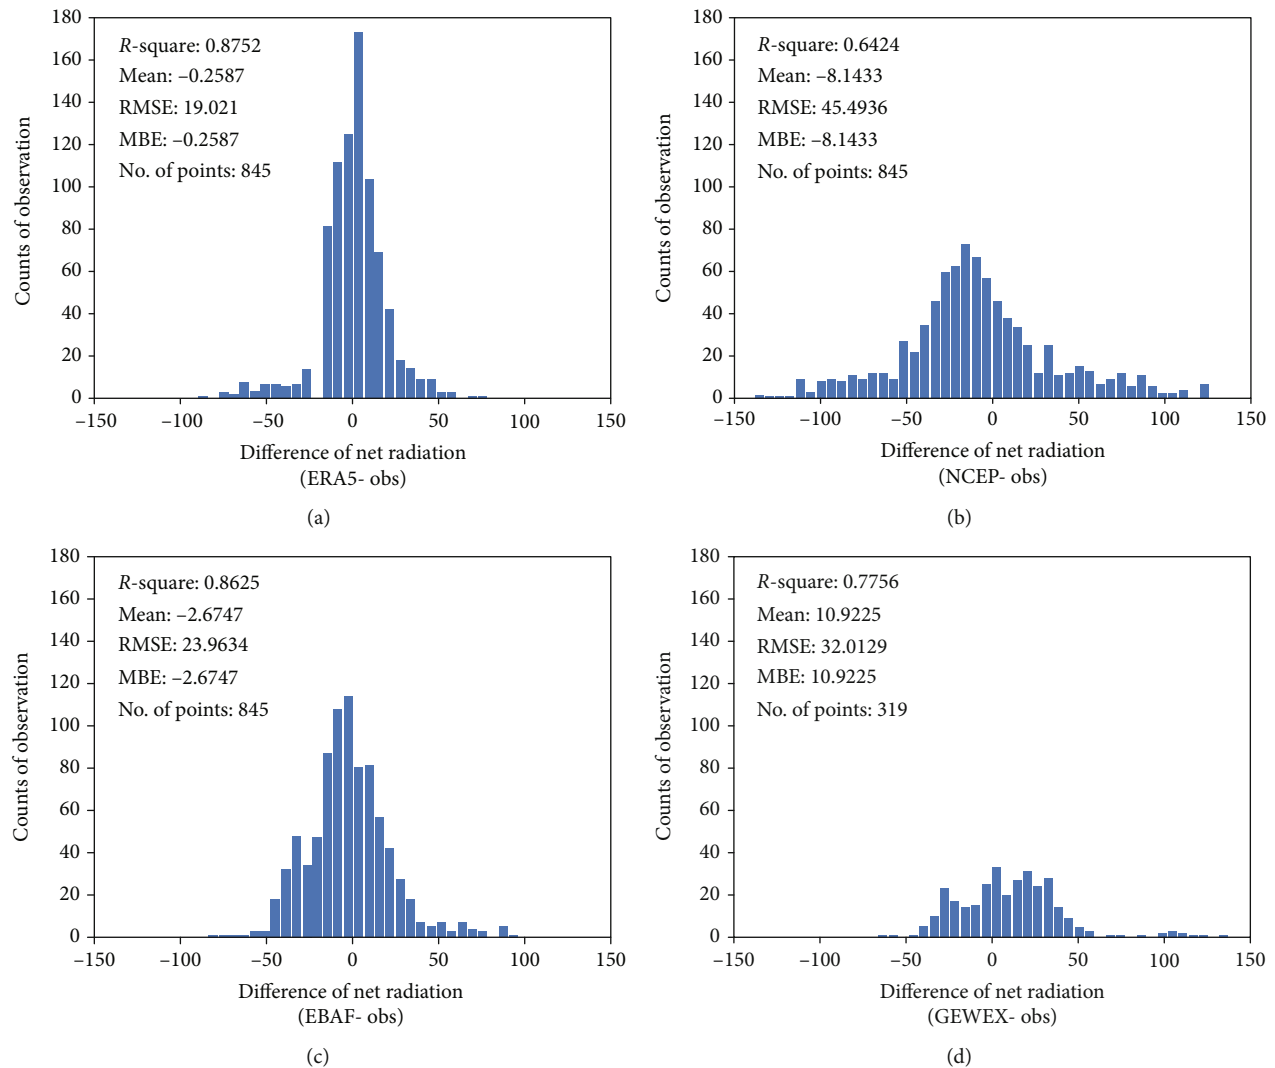 180
160
140
120
100
80
60
40
20
0
Counts of observation
R-square: 0.8752
Mean: –0.2587
RMSE: 19.021
MBE: –0.2587
No. of points: 845
–150
–100
–50
0
50
100
150
Difference of net radiation
(ERA5- obs)
(a)
180
160
140
120
100
80
60
40
20
0
Counts of observation
R-square: 0.6424
Mean: –8.1433
RMSE: 45.4936
MBE: –8.1433
No. of points: 845
–150
–100
–50
0
50
100
150
Difference of net radiation
(NCEP- obs)
(b)
180
160
140
120
100
80
60
40
20
0
Counts of observation
R-square: 0.8625
Mean: –2.6747
RMSE: 23.9634
MBE: –2.6747
No. of points: 845
–150
–100
–50
0
50
100
150
Difference of net radiation
(EBAF- obs)
(c)
180
160
140
120
100
80
60
40
20
0
Counts of observation
R-square: 0.7756
Mean: 10.9225
RMSE: 32.0129
MBE: 10.9225
No. of points: 319
–150
–100
–50
0
50
100
150
Difference of net radiation
(GEWEX- obs)
(d)